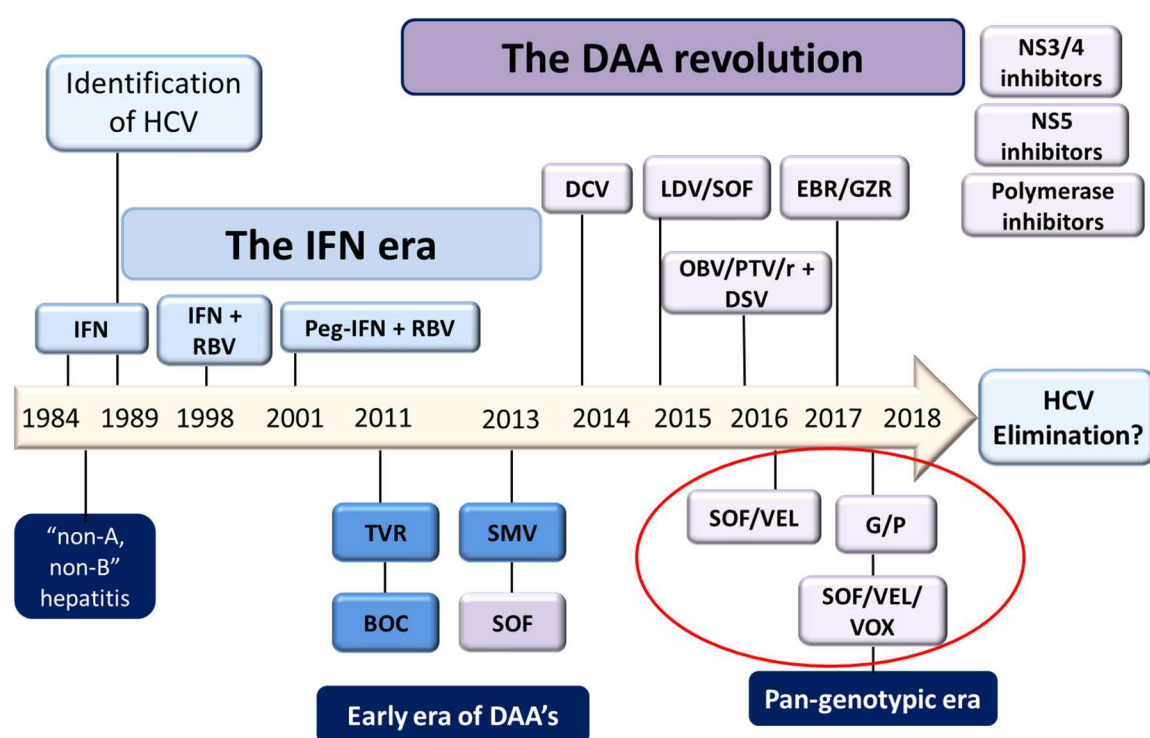 The DAA revolution
NS3/4
inhibitors
NS5
inhibitors
Polymerase
inhibitors
Identification
of HCV
The IFN era
DCV
LDV/SOF
EBR/GZR
OBV/PTV/r +
DSV
IFN
IFN +
RBV
Peg-IFN + RBV
1984
1989
1998
2001
2011
2013
2014
2015
2016
2017
2018
HCV
Elimination?
“non-A,
non-B”
hepatitis
TVR
BOC
SMV
SOF
SOF/VEL
G/P
SOF/VEL/
VOX
Early era of DAA’s
Pan-genotypic era